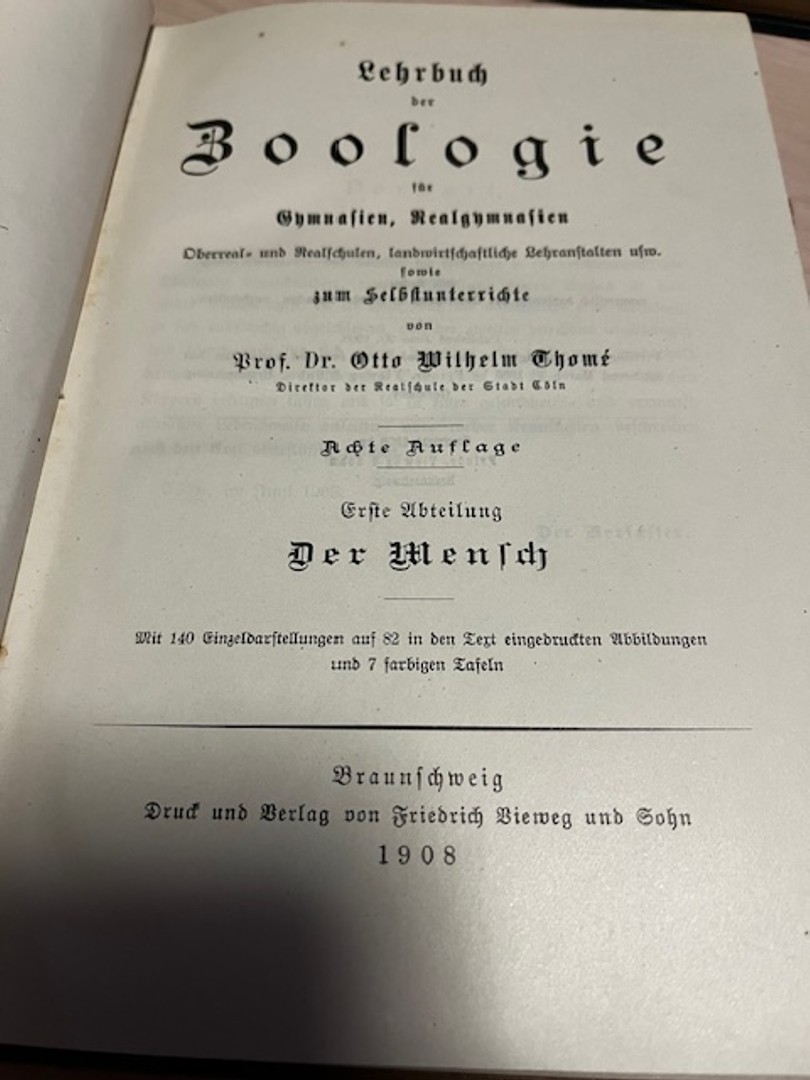 Lehrbuch
der
Zoologie
für
Gymnasien, Realgymnasien
Oberreal- und Realschulen, landwirtschaftliche Lehranstalten usw.
sowie
zum Selbstunterrichte
von
Prof. Dr. Otto Wilhelm Thomé
Direktor der Realschule der Stadt Cöln
Achte Auflage
Erste Abteilung
Der Mensch
Mit 140 Einzeldarstellungen auf 82 in den Text eingedruckten Abbildungen
und 7 farbigen Tafeln
Braunschweig
Druck und Verlag von Friedrich Vieweg und Sohn
1908